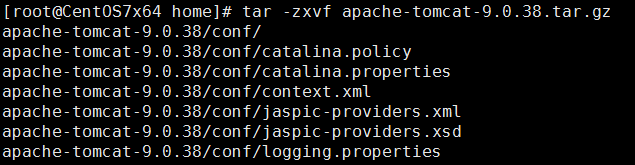 [root@CentOS7x64 home]# tar -zxvf apache-tomcat-9.0.38.tar.gz
apache-tomcat-9.0.38/conf/
apache-tomcat-9.0.38/conf/catalina.policy
apache-tomcat-9.0.38/conf/catalina.properties
apache-tomcat-9.0.38/conf/context.xml
apache-tomcat-9.0.38/conf/jaspic-providers.xml
apache-tomcat-9.0.38/conf/jaspic-providers.xsd
apache-tomcat-9.0.38/conf/logging.properties